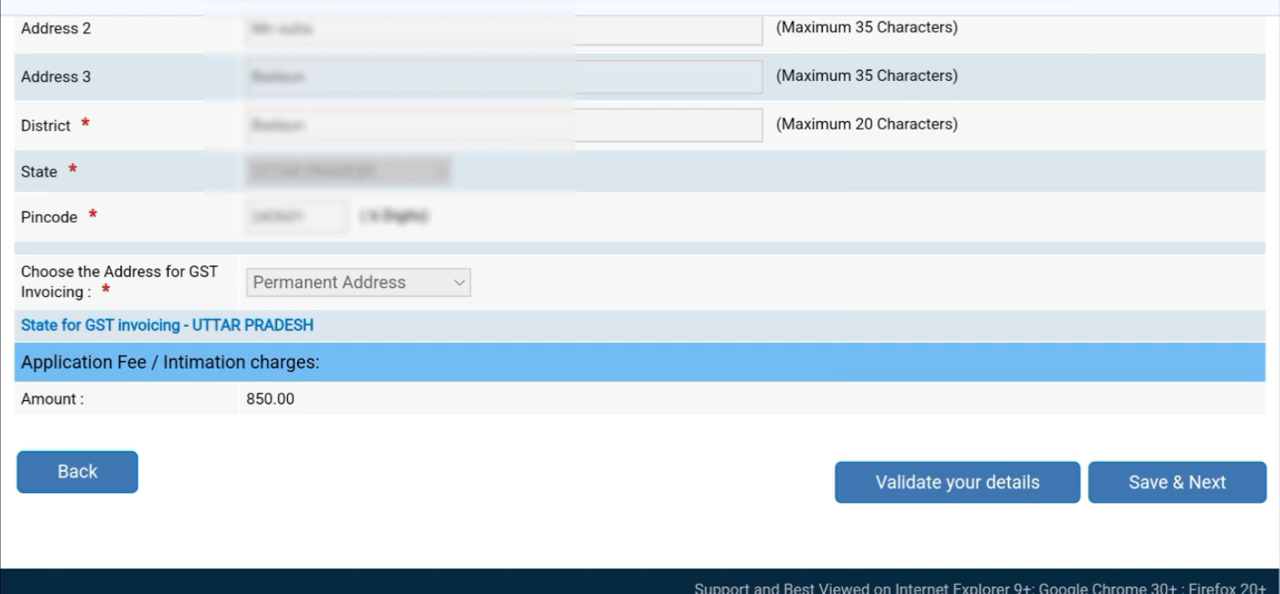 Address 2 (Maximum 35 Characters)
Address 3 (Maximum 35 Characters)
District * (Maximum 20 Characters)
State *
Pincode *
Choose the Address for GST
Invoicing : * Permanent Address
State for GST invoicing - UTTAR PRADESH
Application Fee / Intimation charges:
Amount : 850.00
Back
Validate your details
Save & Next
Support and Best Viewed on Internet Explorer 9+; Google Chrome 30+ ; Firefox 20+